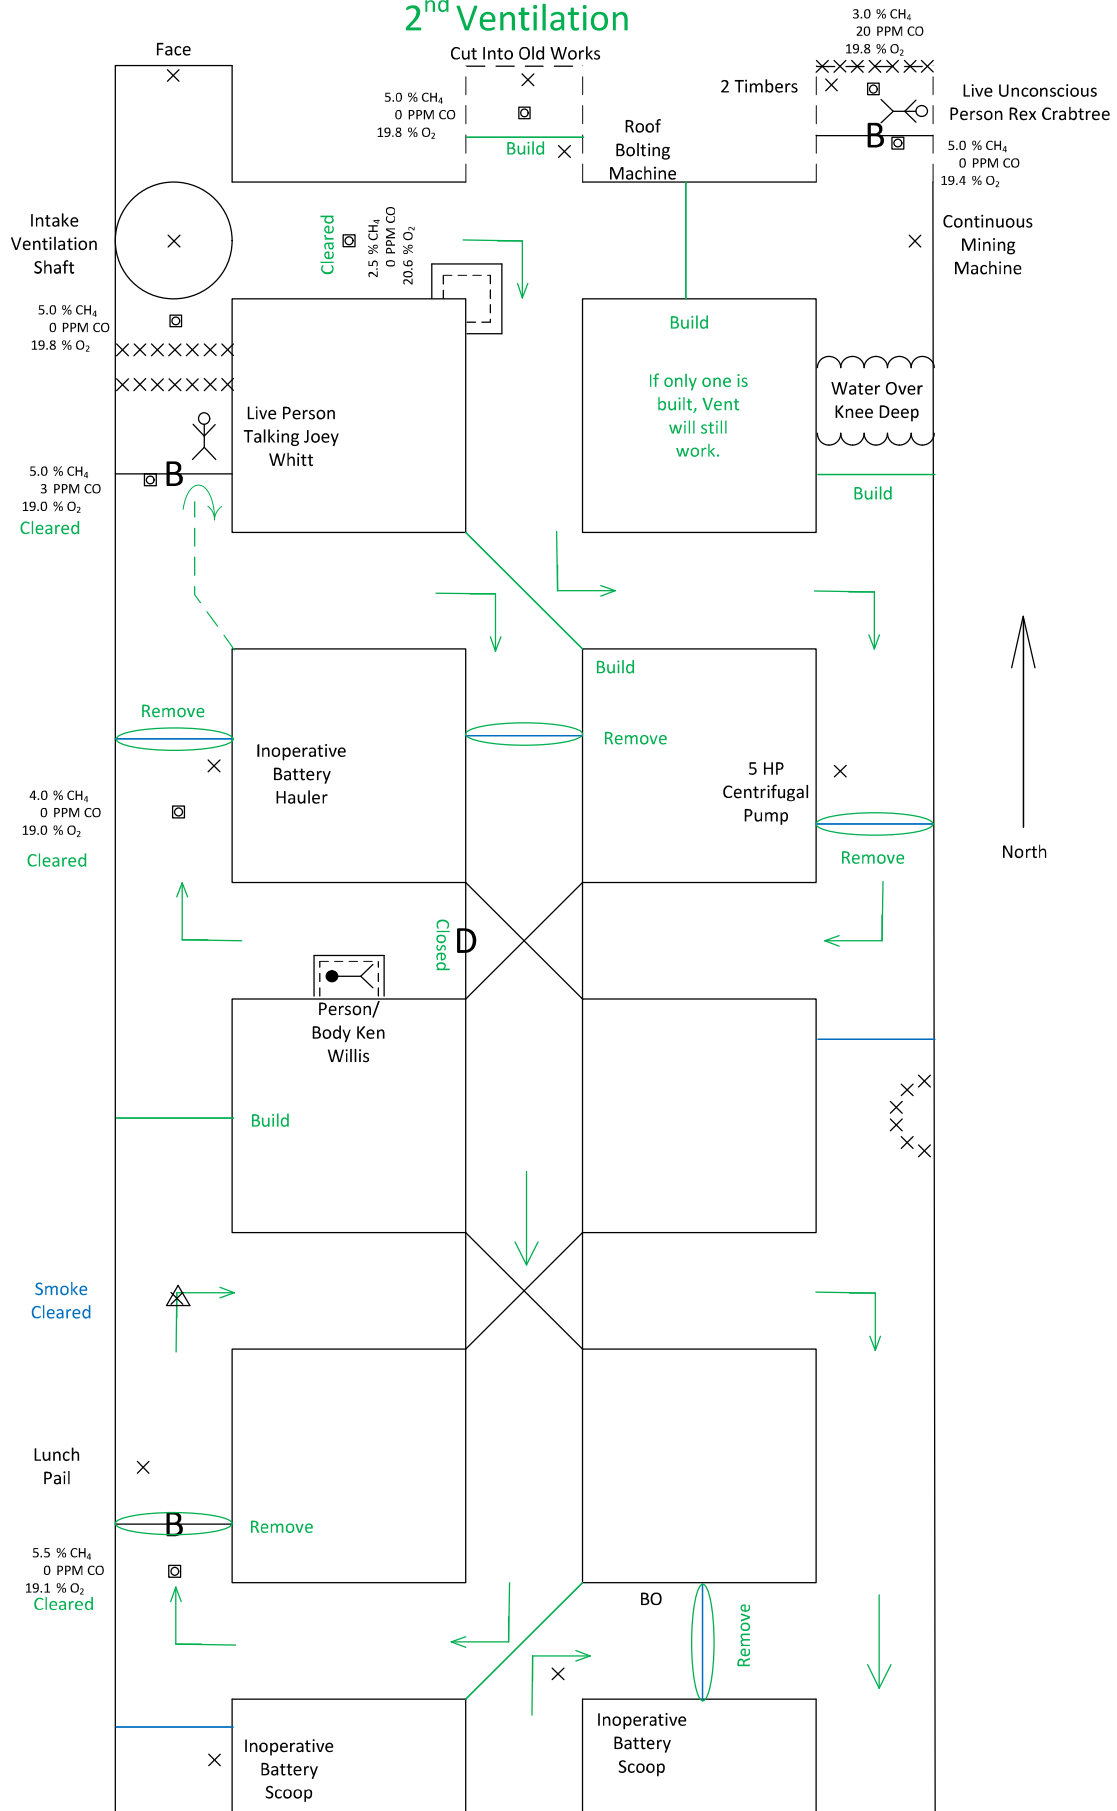 2nd Ventilation
3.0 % CH4
20 PPM CO
19.8 % O2
Face
Cut Into Old Works
2 Timbers
Live Unconscious
Person Rex Crabtree
5.0 % CH4
0 PPM CO
19.8 % O2
Build
Roof
Bolting
Machine
B
5.0 % CH4
0 PPM CO
19.4 % O2
Intake
Ventilation
Shaft
Cleared
2.5 % CH4
0 PPM CO
20.6 % O2
Continuous
Mining
Machine
5.0 % CH4
0 PPM CO
19.8 % O2
Build
If only one is
built, Vent
will still
work.
Water Over
Knee Deep
Live Person
Talking Joey
Whitt
B
5.0 % CH4
3 PPM CO
19.0 % O2
Cleared
Build
Build
Remove
Remove
Inoperative
Battery
Hauler
5 HP
Centrifugal
Pump
4.0 % CH4
0 PPM CO
19.0 % O2
Cleared
Remove
North
Closed
D
Person/
Body Ken
Willis
Build
Smoke
Cleared
Lunch
Pail
B
Remove
5.5 % CH4
0 PPM CO
19.1 % O2
Cleared
BO
Remove
Inoperative
Battery
Scoop
Inoperative
Battery
Scoop